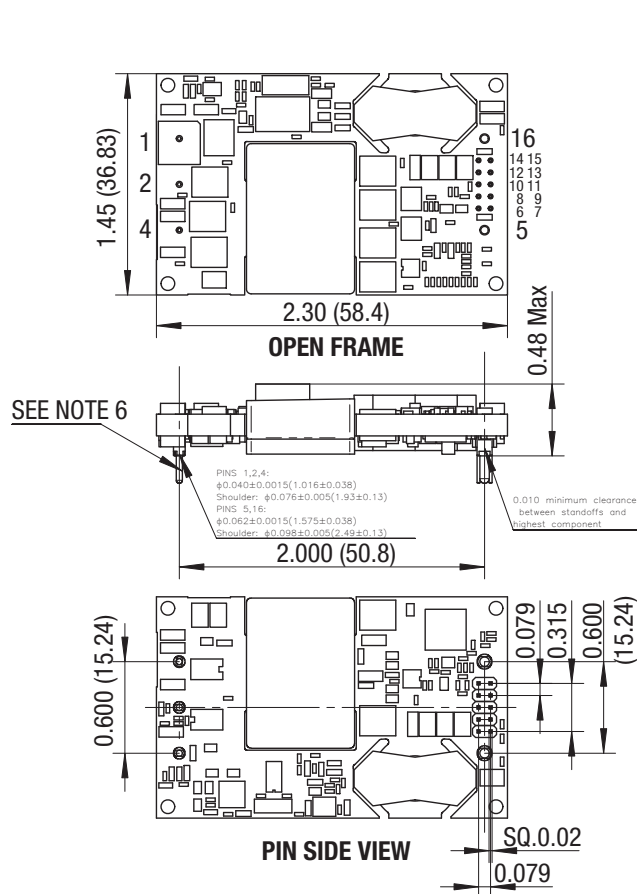 1.45 (36.83)
1
2
4
16
14 15
12 13
10 11
8 9
6 7
5
2.30 (58.4)
OPEN FRAME
0.48 Max
SEE NOTE 6
PINS 1,2,4:
ϕ0.040±0.0015(1.016±0.038)
Shoulder: ϕ0.076±0.005(1.93±0.13)
PINS 5,16:
ϕ0.062±0.0015(1.575±0.038)
Shoulder: ϕ0.098±0.005(2.49±0.13)
0.010 minimum clearance
between standoffs and
highest component
2.000 (50.8)
0.600 (15.24)
0.079
0.315
0.600
(15.24)
PIN SIDE VIEW
SQ.0.02
0.079